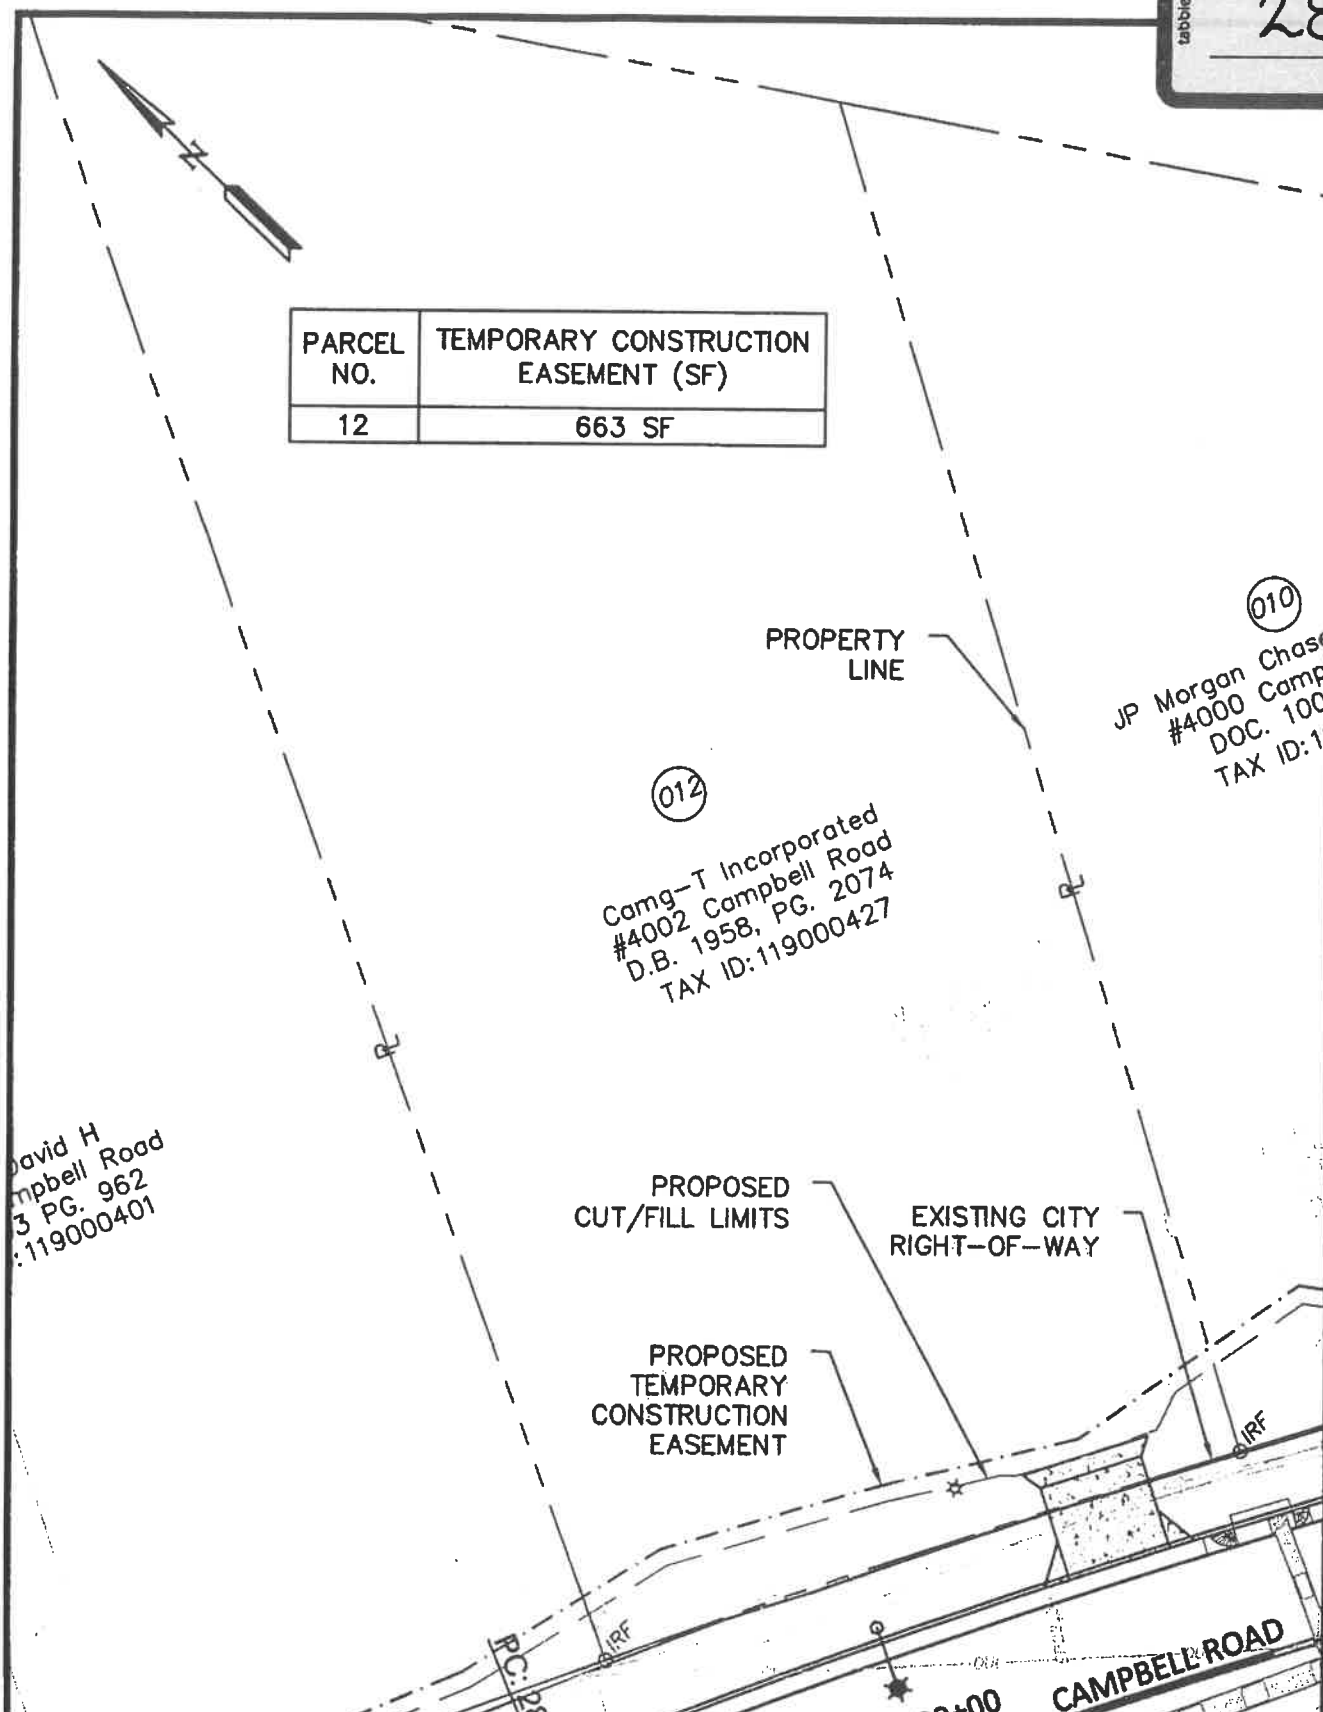 28
N
PARCEL NO.
TEMPORARY CONSTRUCTION EASEMENT (SF)
12
663 SF
010
PROPERTY
LINE
JP Morgan Chase
#4000 Camp
DOC. 100
TAX ID:1
012
Camg-T Incorporated
#4002 Campbell Road
D.B. 1958, PG. 2074
TAX ID:119000427
PL
PL
David H
mpbell Road
3 PG. 962
:119000401
PROPOSED
CUT/FILL LIMITS
EXISTING CITY
RIGHT-OF-WAY
PROPOSED
TEMPORARY
CONSTRUCTION
EASEMENT
IRF
IRF
P.C.: 28
+00
CAMPBELL ROAD